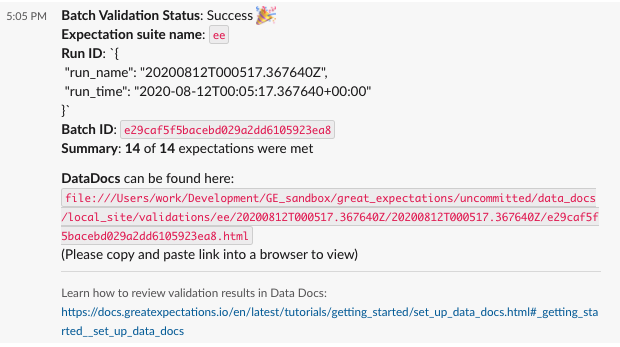 5:05 PM
Batch Validation Status: Success 🎉
Expectation suite name: ee
Run ID: `{
"run_name": "20200812T000517.367640Z",
"run_time": "2020-08-12T00:05:17.367640+00:00"
}`
Batch ID: e29caf5f5bacebd029a2dd6105923ea8
Summary: 14 of 14 expectations were met
DataDocs can be found here:
file:///Users/work/Development/GE_sandbox/great_expectations/uncommitted/data_docs
/local_site/validations/ee/20200812T000517.367640Z/20200812T000517.367640Z/e29caf5f
5bacebd029a2dd6105923ea8.html
(Please copy and paste link into a browser to view)
Learn how to review validation results in Data Docs:
https://docs.greatexpectations.io/en/latest/tutorials/getting_started/set_up_data_docs.html#_getting_sta
rted__set_up_data_docs